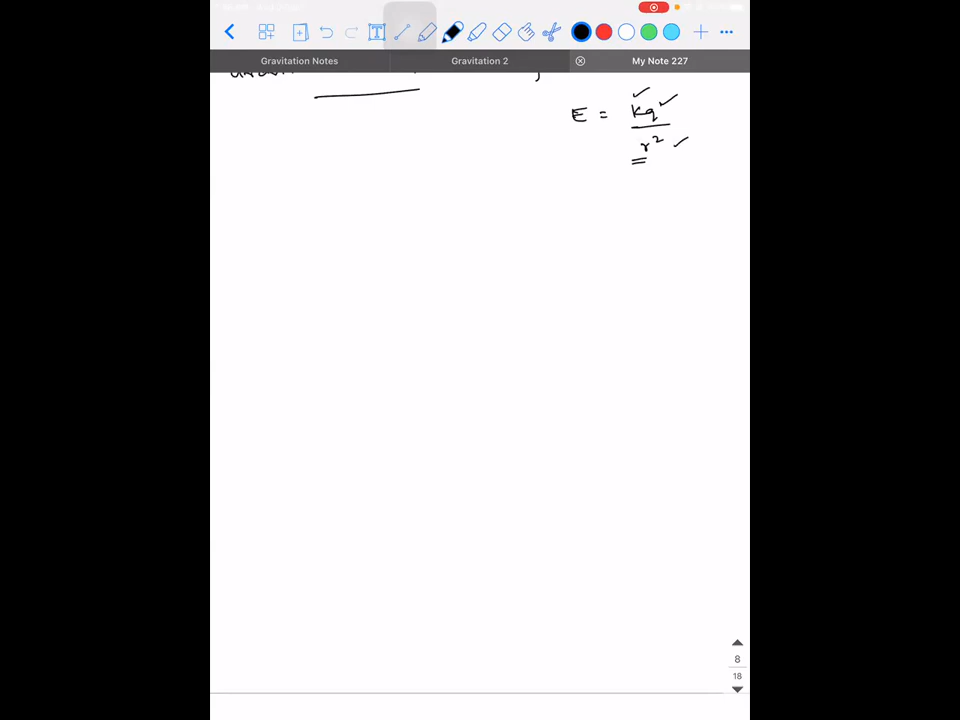 Gravitation Notes
Gravitation 2
My Note 227
E = kq
r²
8
18